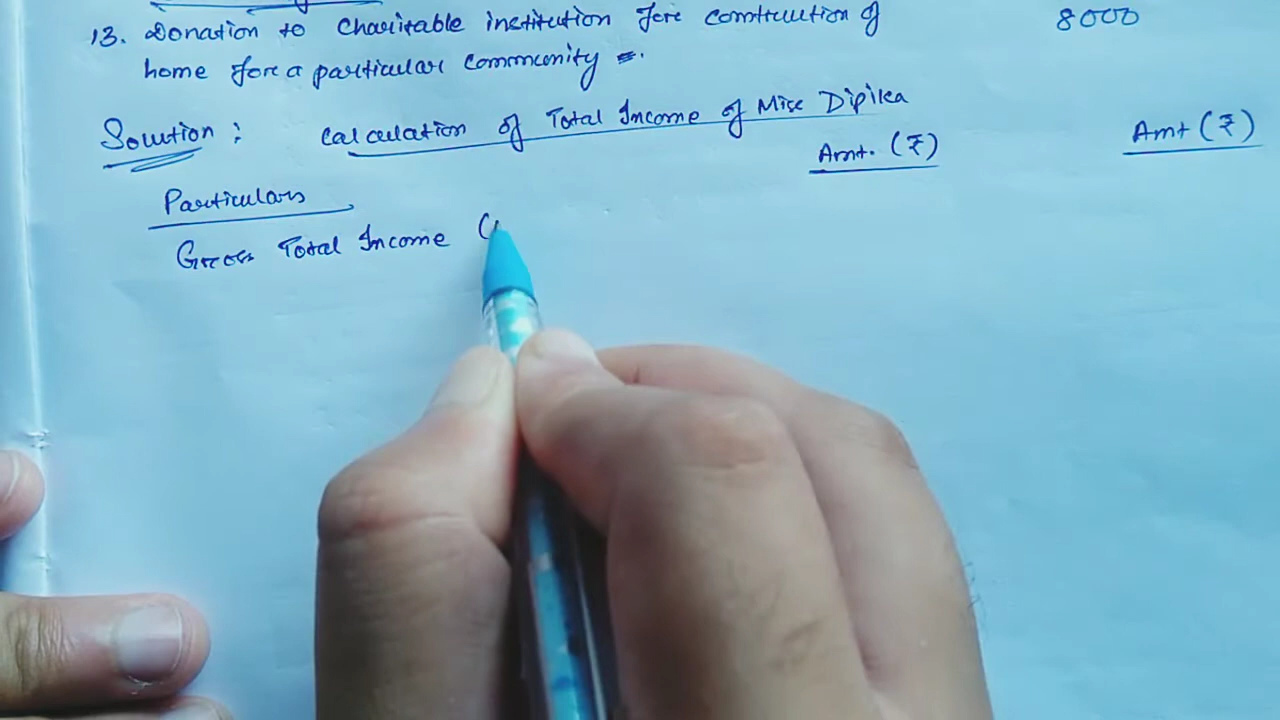 13. Donation to Charitable institution for construction of 8000
home for a particular community.
Solution : Calculation of Total Income of Miss Dipika
Amt. (₹) Amt (₹)
Particulars
Gross Total Income (